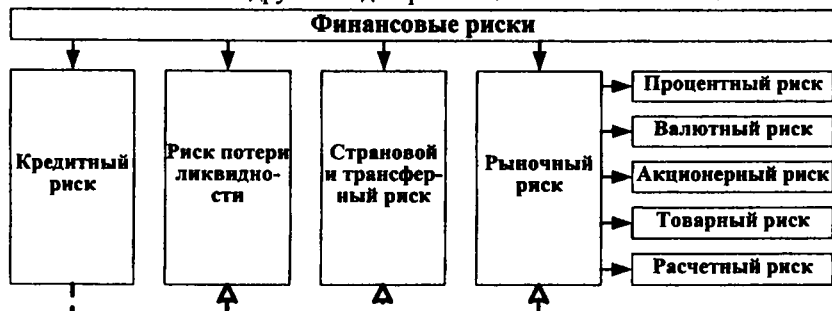 Финансовые риски
Кредитный
риск
Риск потери
ликвидно-
сти
Страновой
и трансфер-
ный риск
Рыночный
риск
Процентный риск
Валютный риск
Акционерный риск
Товарный риск
Расчетный риск